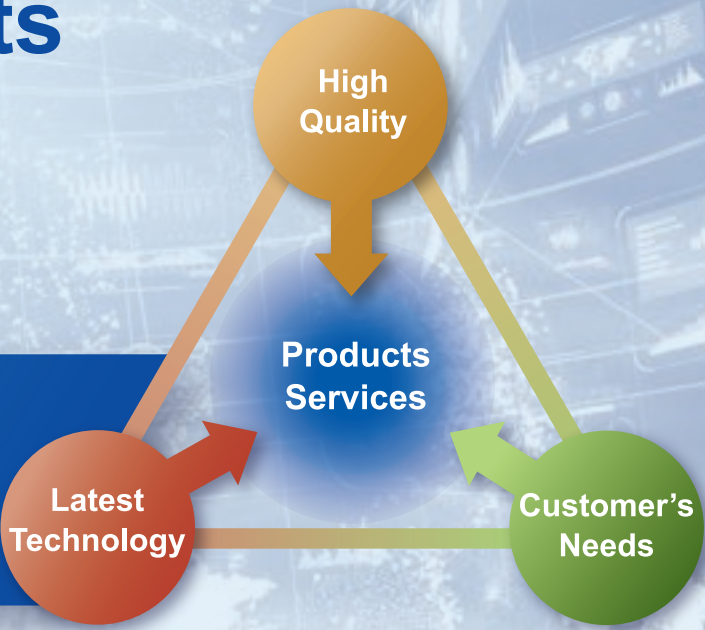 ts
High
Quality
Products
Services
Latest
Technology
Customer’s
Needs